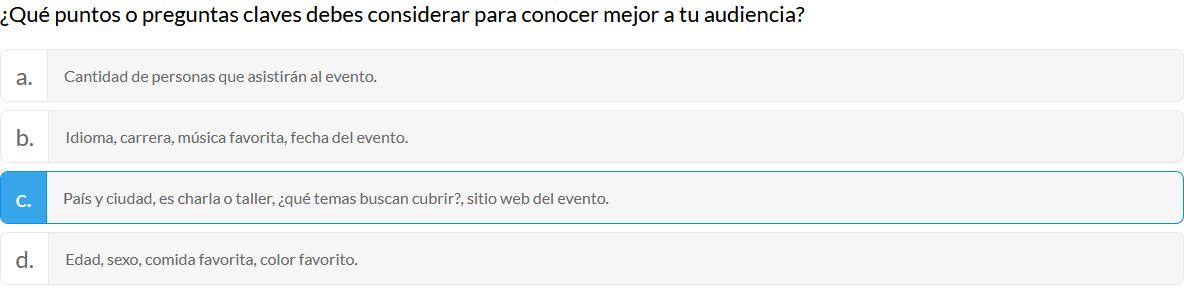 ¿Qué puntos o preguntas claves debes considerar para conocer mejor a tu audiencia?
a. Cantidad de personas que asistirán al evento.
b. Idioma, carrera, música favorita, fecha del evento.
c. País y ciudad, es charla o taller, ¿qué temas buscan cubrir?, sitio web del evento.
d. Edad, sexo, comida favorita, color favorito.